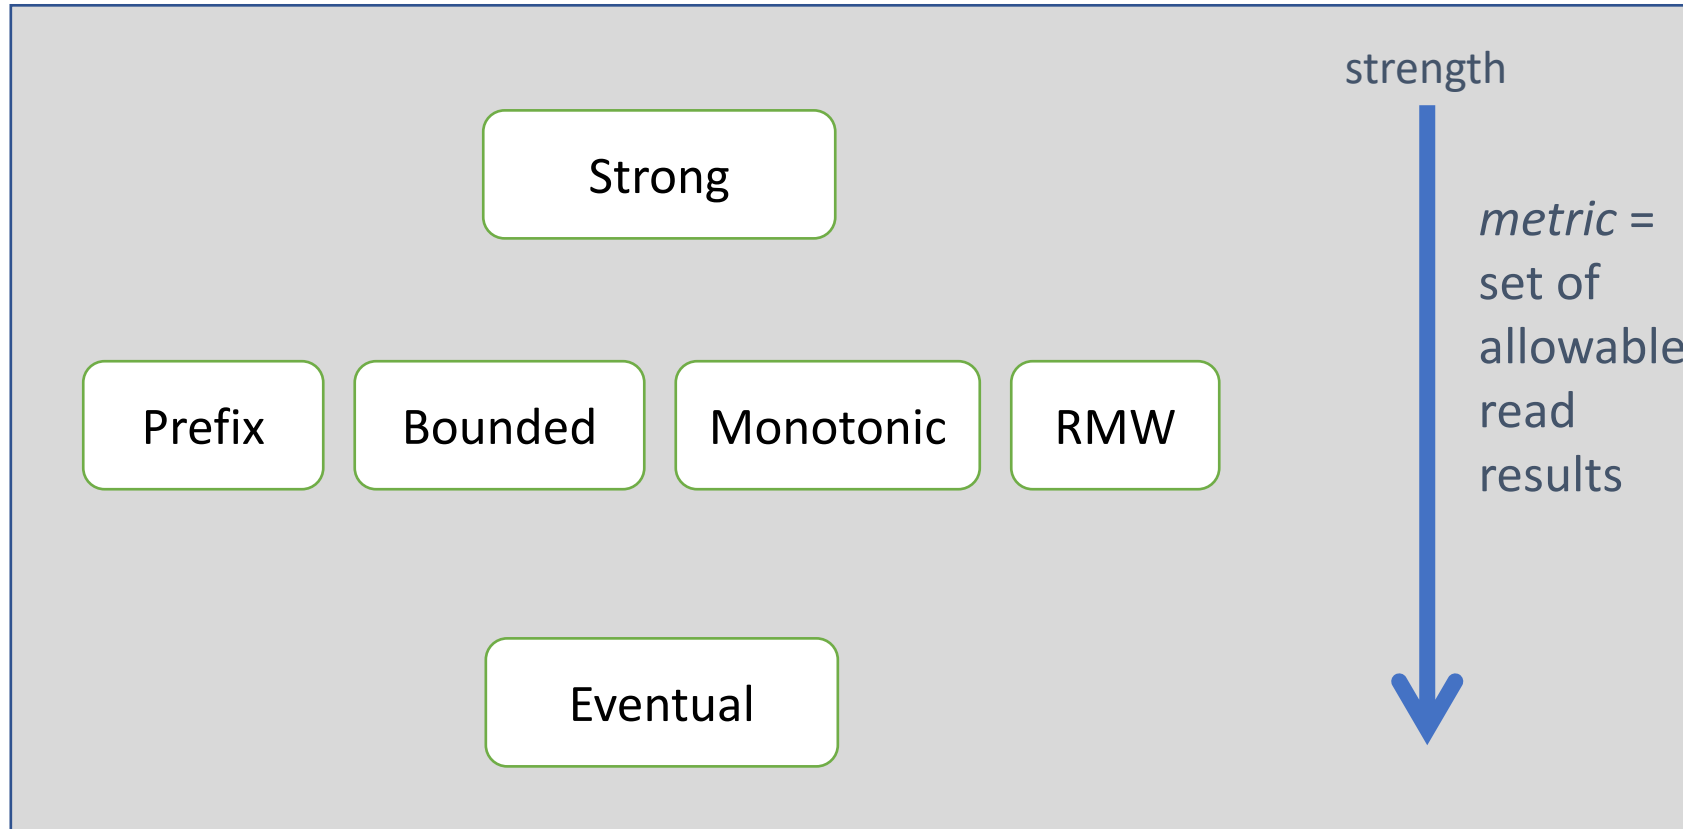 strength
Strong
metric =
set of
allowable
read
results
Prefix
Bounded
Monotonic
RMW
Eventual